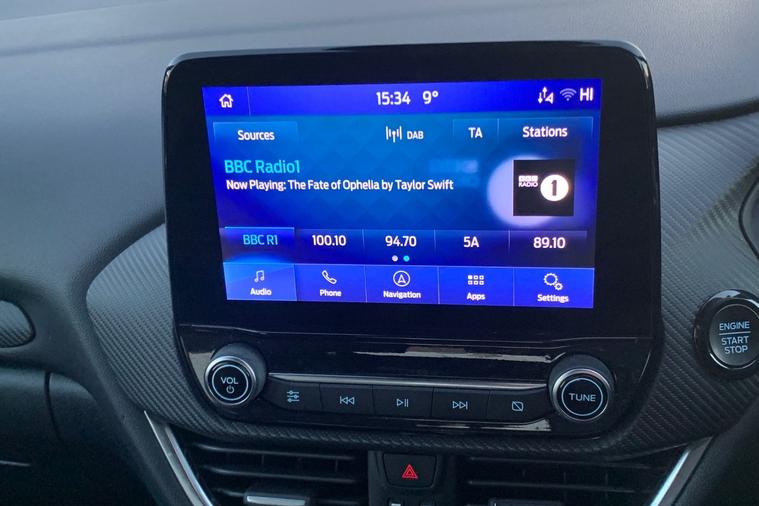 15:34 9° HI
Sources DAB TA Stations
BBC Radio1
Now Playing: The Fate of Ophelia by Taylor Swift
BBC RADIO 1
BBC R1 100.10 94.70 5A 89.10
Audio Phone Navigation Apps Settings
ENGINE
START
STOP
VOL
TUNE